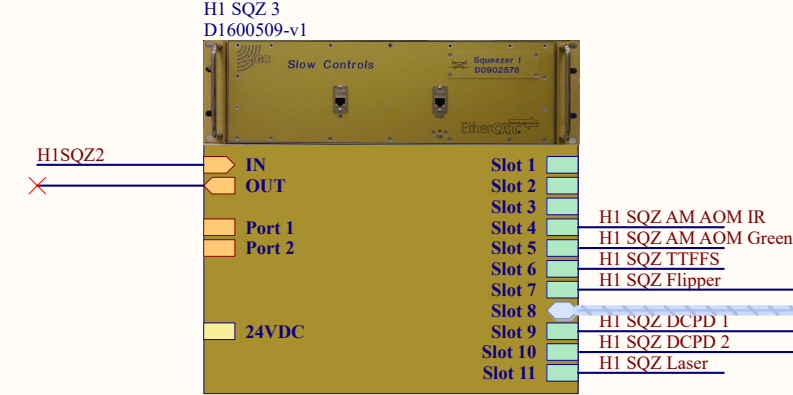 H1 SQZ 3
D1600509-v1
Slow Controls
Squeezer 1
D0902578
EtherCAT
H1SQZ2
IN
OUT
Port 1
Port 2
24VDC
Slot 1
Slot 2
Slot 3
Slot 4
H1 SQZ AM AOM IR
Slot 5
H1 SQZ AM AOM Green
Slot 6
H1 SQZ TTFFS
Slot 7
H1 SQZ Flipper
Slot 8
Slot 9
H1 SQZ DCPD 1
Slot 10
H1 SQZ DCPD 2
Slot 11
H1 SQZ Laser